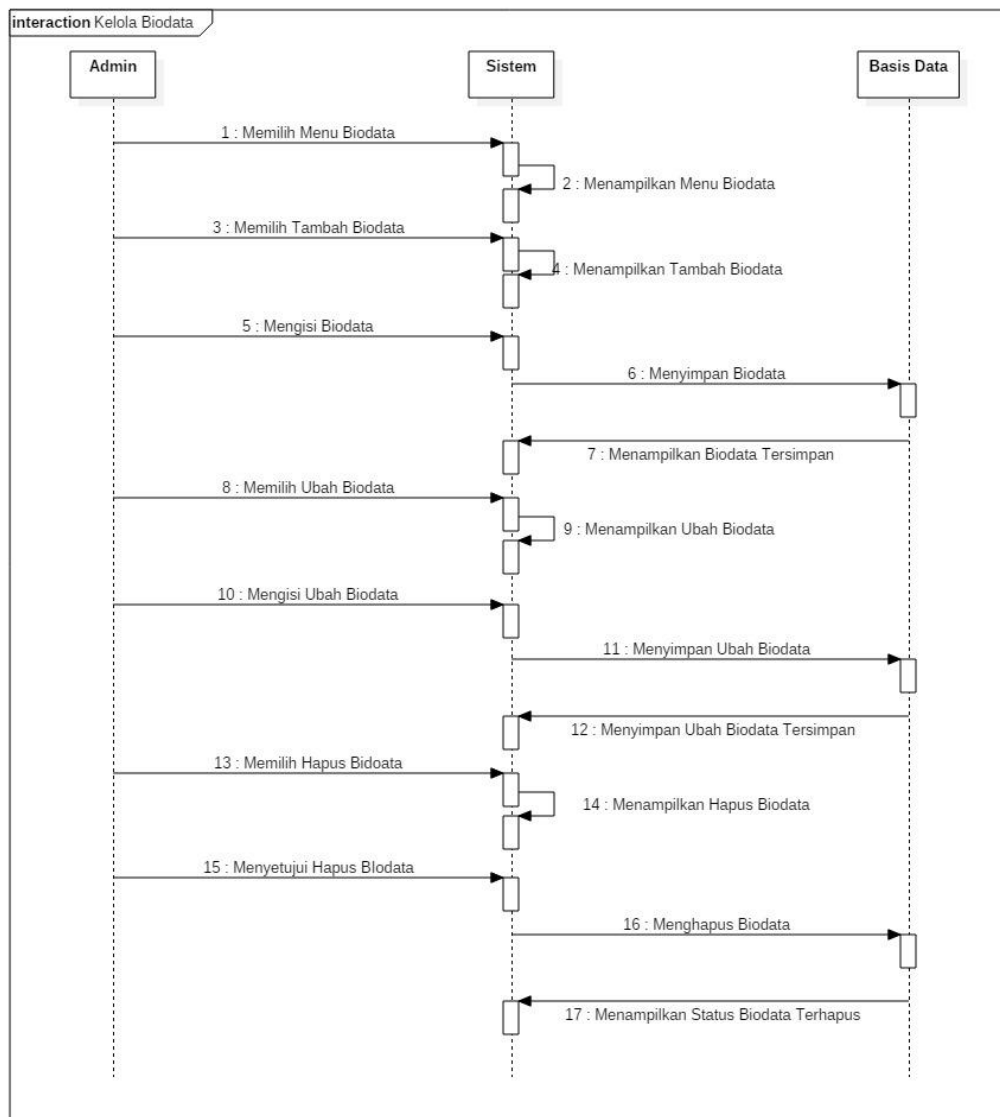 interaction Kelola Biodata
Admin
Sistem
Basis Data
1 : Memilih Menu Biodata
2 : Menampilkan Menu Biodata
3 : Memilih Tambah Biodata
4 : Menampilkan Tambah Biodata
5 : Mengisi Biodata
6 : Menyimpan Biodata
7 : Menampilkan Biodata Tersimpan
8 : Memilih Ubah Biodata
9 : Menampilkan Ubah Biodata
10 : Mengisi Ubah Biodata
11 : Menyimpan Ubah Biodata
12 : Menyimpan Ubah Biodata Tersimpan
13 : Memilih Hapus Bidoata
14 : Menampilkan Hapus Biodata
15 : Menyetujui Hapus BIodata
16 : Menghapus Biodata
17 : Menampilkan Status Biodata Terhapus